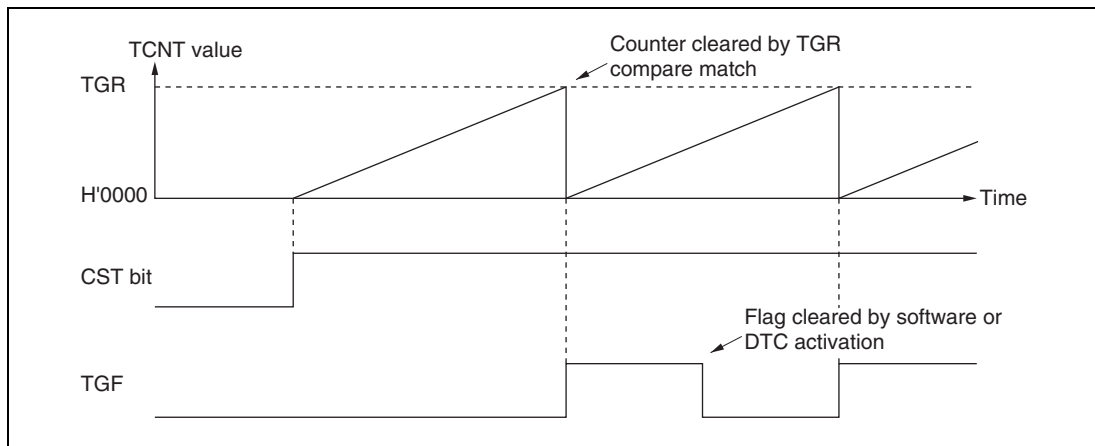 TCNT value
Counter cleared by TGR
compare match
TGR
H'0000
Time
CST bit
Flag cleared by software or
DTC activation
TGF